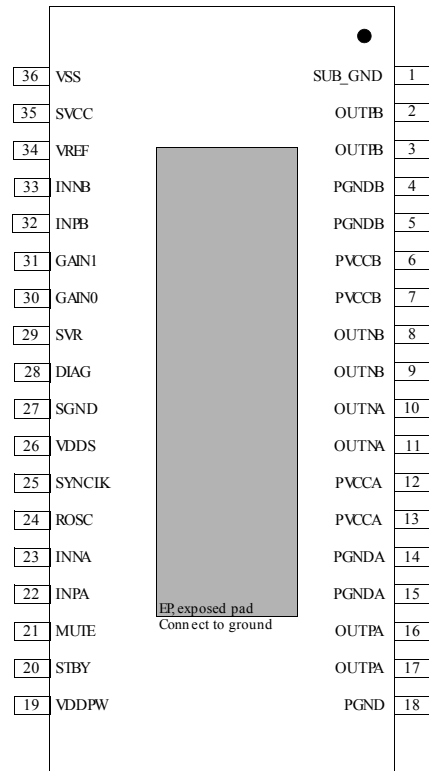 36 VSS SUB_GND 1
35 SVCC OUTPB 2
34 VREF OUTPB 3
33 INNB PGNDB 4
32 INPB PGNDB 5
31 GAIN1 PVCCB 6
30 GAIN0 PVCCB 7
29 SVR OUTNB 8
28 DIAG OUTNB 9
27 SGND OUTNA 10
26 VDDS OUTNA 11
25 SYNCLK PVCCA 12
24 ROSC PVCCA 13
23 INNA PGNDA 14
22 INPA PGNDA 15
EP, exposed pad
Connect to ground
21 MUTE OUTPA 16
20 STBY OUTPA 17
19 VDDPW PGND 18